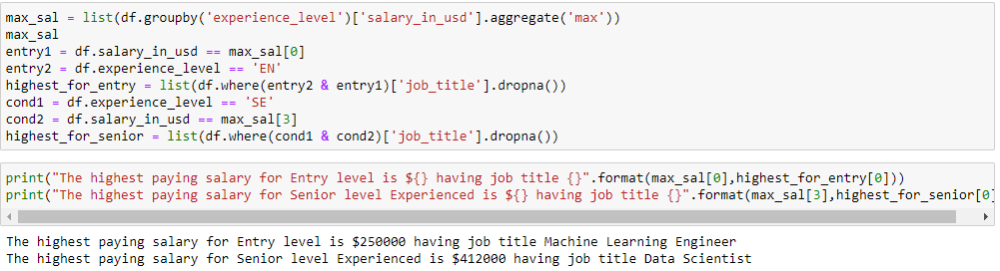 max_sal = list(df.groupby('experience_level')['salary_in_usd'].aggregate('max'))
max_sal
entry1 = df.salary_in_usd == max_sal[0]
entry2 = df.experience_level == 'EN'
highest_for_entry = list(df.where(entry2 & entry1)['job_title'].dropna())
cond1 = df.experience_level == 'SE'
cond2 = df.salary_in_usd == max_sal[3]
highest_for_senior = list(df.where(cond1 & cond2)['job_title'].dropna())
print("The highest paying salary for Entry level is ${} having job title {}".format(max_sal[0],highest_for_entry[0]))
print("The highest paying salary for Senior level Experienced is ${} having job title {}".format(max_sal[3],highest_for_senior[0]
The highest paying salary for Entry level is $250000 having job title Machine Learning Engineer
The highest paying salary for Senior level Experienced is $412000 having job title Data Scientist